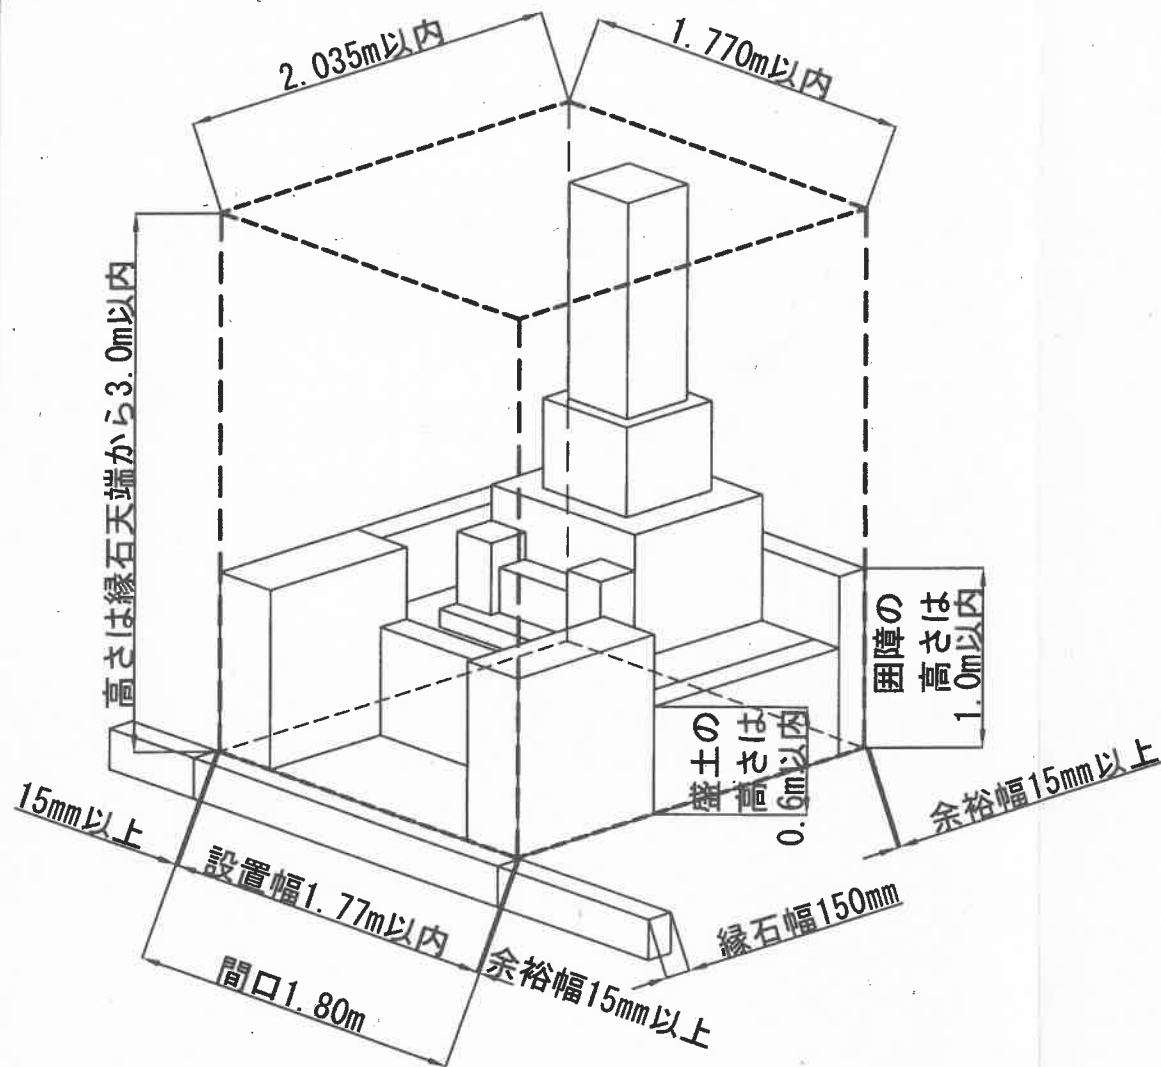 2.035m以内
1.770m以内
高さは縁石天端から3.0m以内
囲障の
高さは
1.0m以内
盛土の
高さは
0.6m以内
15mm以上
設置幅1.77m以内
間口1.80m
余裕幅15mm以上
縁石幅150mm
余裕幅15mm以上